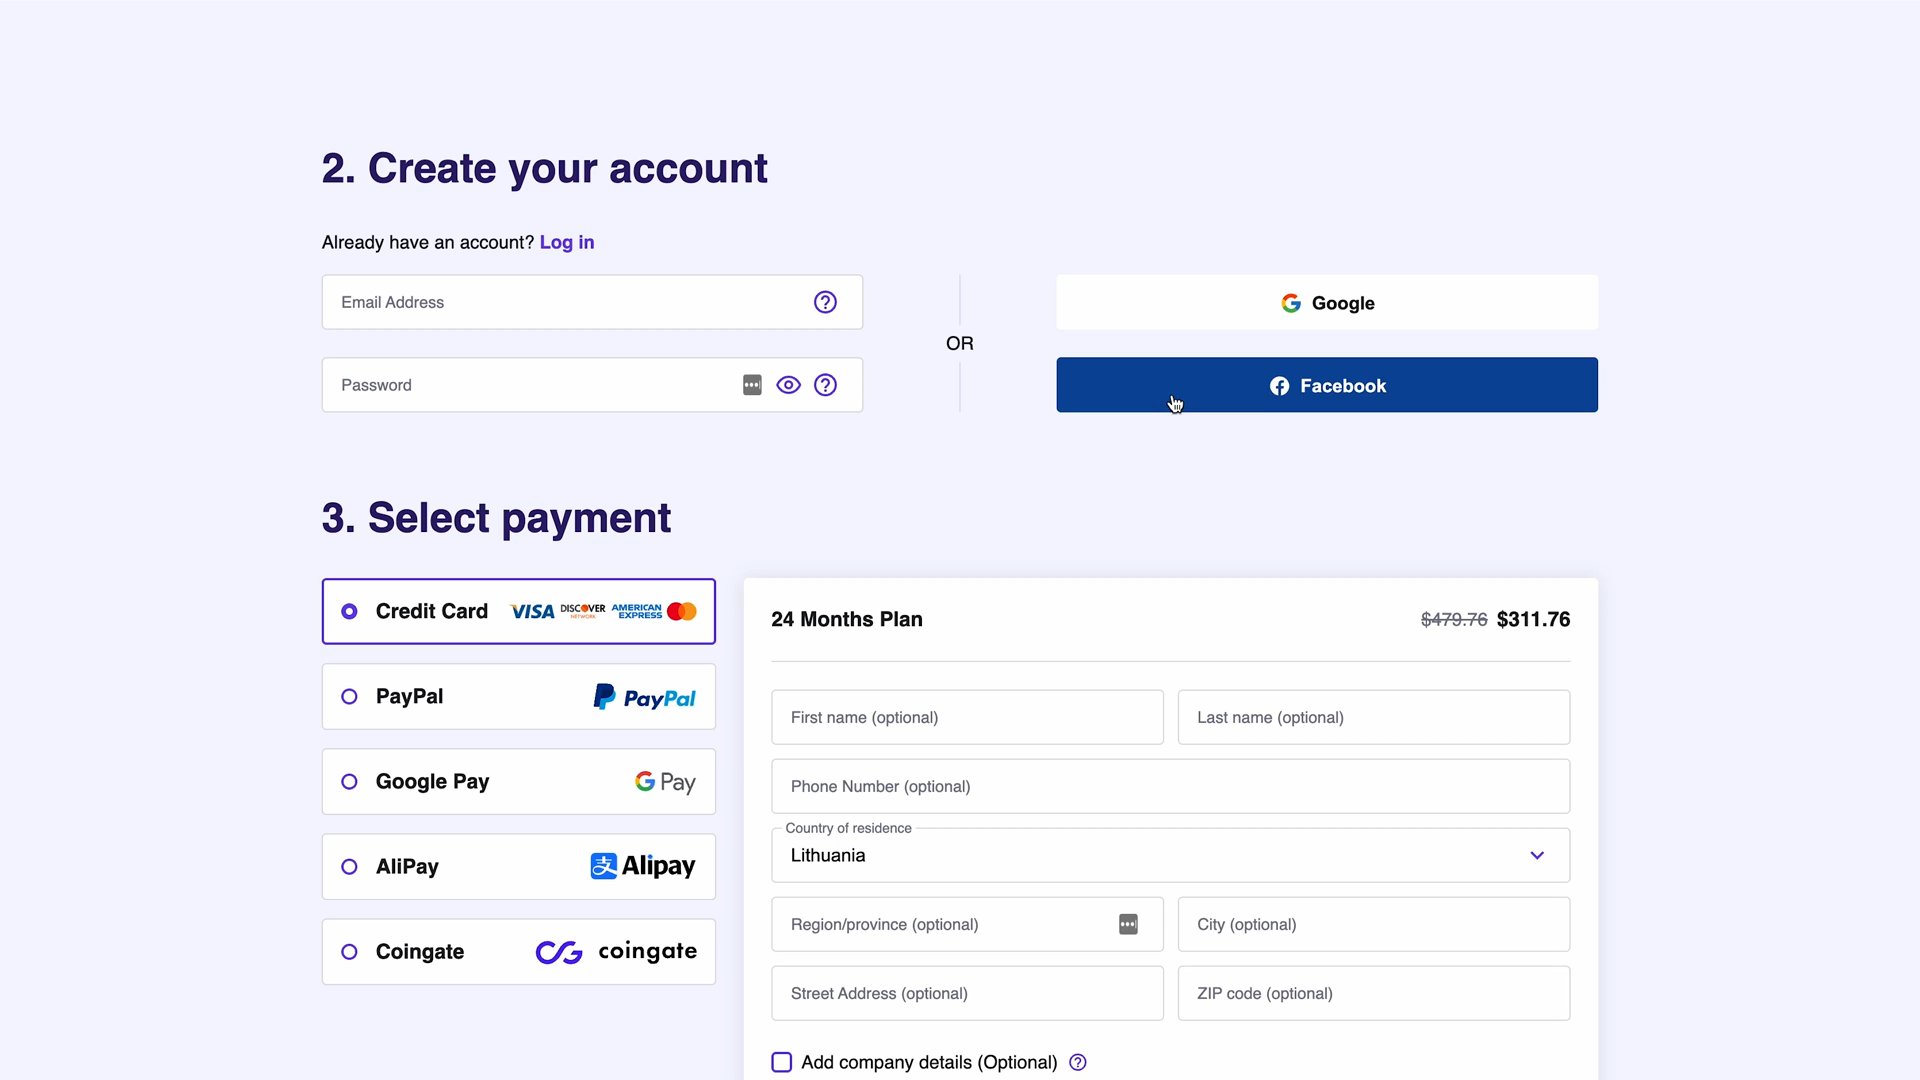 2. Create your account
Already have an account? Log in
Email Address
Google
OR
Password
Facebook
3. Select payment
Credit Card VISA DISCOVER NETWORK AMERICAN EXPRESS
PayPal PayPal
Google Pay G Pay
AliPay 支 Alipay
Coingate CG coingate
24 Months Plan $479.76 $311.76
First name (optional) Last name (optional)
Phone Number (optional)
Country of residence
Lithuania
Region/province (optional) City (optional)
Street Address (optional) ZIP code (optional)
Add company details (Optional)